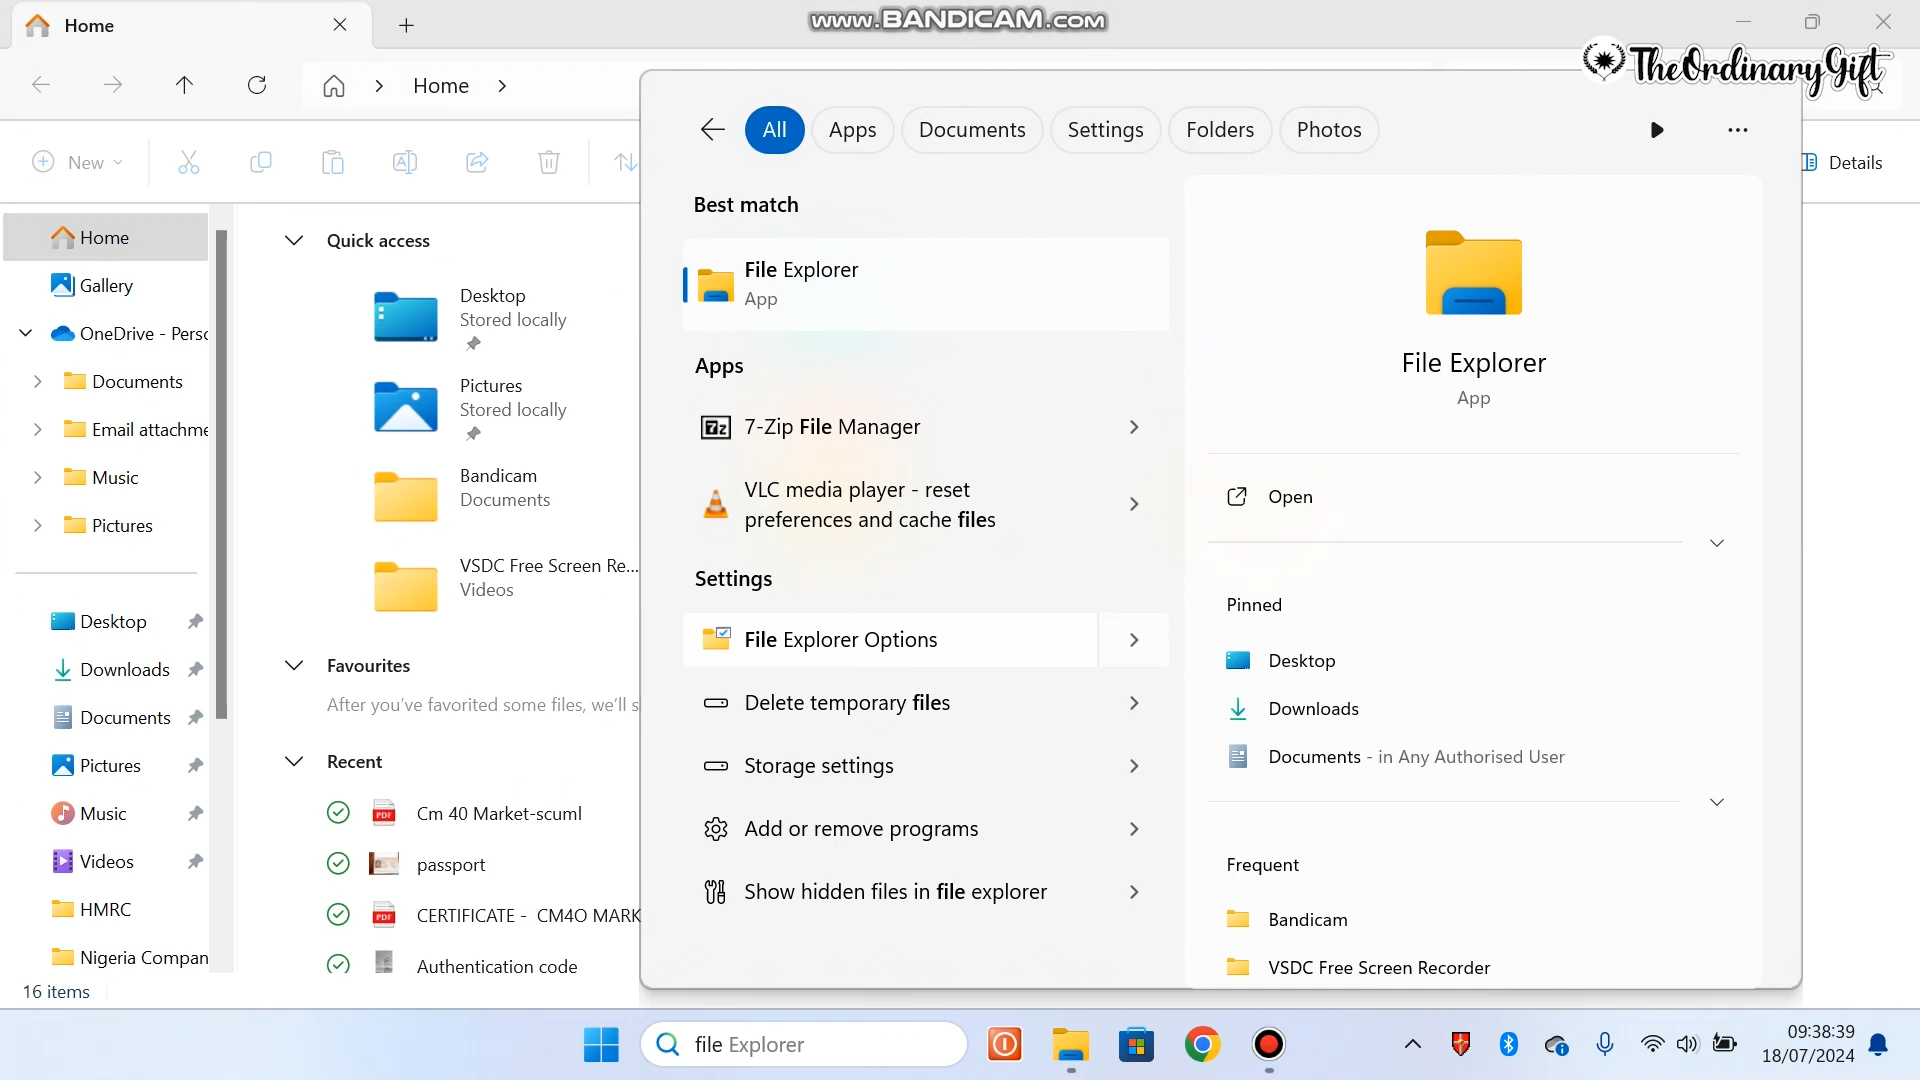 Home
www.BANDICAM.com
TheOrdinaryGift
Home
New
Details
All
Apps
Documents
Settings
Folders
Photos
Home
Gallery
OneDrive - Perso
Documents
Email attachme
Music
Pictures
Desktop
Downloads
Documents
Pictures
Music
Videos
HMRC
Nigeria Compan
16 items
Quick access
Desktop
Stored locally
Pictures
Stored locally
Bandicam
Documents
VSDC Free Screen Re...
Videos
Favourites
After you've favorited some files, we'll s
Recent
Cm 40 Market-scuml
passport
CERTIFICATE - CM4O MARK
Authentication code
Best match
File Explorer
App
Apps
7-Zip File Manager
VLC media player - reset
preferences and cache files
Settings
File Explorer Options
Delete temporary files
Storage settings
Add or remove programs
Show hidden files in file explorer
File Explorer
App
Open
Pinned
Desktop
Downloads
Documents - in Any Authorised User
Frequent
Bandicam
VSDC Free Screen Recorder
file Explorer
09:38:39
18/07/2024